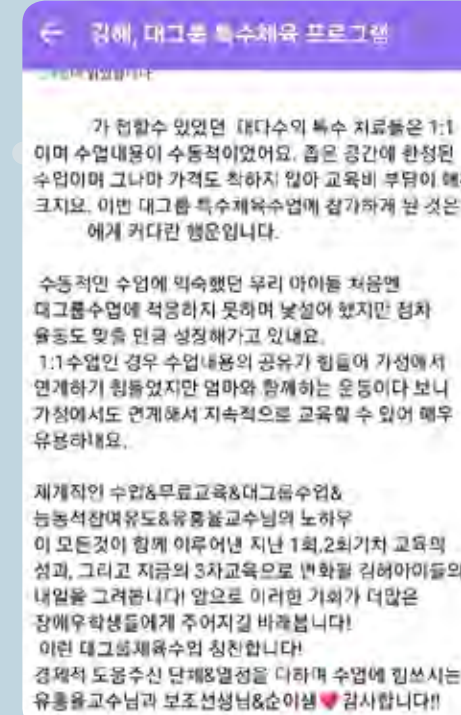 ← 김해, 대그룹 특수체육 프로그램
가 접할수 있었던 대다수의 특수 치료들은 1:1
이며 수업내용이 수동적이었어요. 좁은 공간에 한정된
수업이며 그나마 가격도 착하지 않아 교육비 부담이
크지요. 이번 대그룹 특수체육수업에 참가하게 된 것은
에게 커다란 행운입니다.
수동적인 수업에 익숙했던 우리 아이들 처음엔
대그룹수업에 적응하지 못하며 낯설어 했지만 점차
율동도 맞출 만큼 성장해가고 있내요.
1:1수업인 경우 수업내용의 공유가 힘들어 가정에서
연계하기 힘들었지만 엄마와 함께하는 운동이다 보니
가정에서도 연계해서 지속적으로 교육할 수 있어 매우
유용하내요.
체계적인 수업&무료교육&대그룹수업&
능동적참여유도&유홍율교수님의 노하우
이 모든것이 함께 이루어낸 지난 1회,2회기차 교육의
성과, 그리고 지금의 3차교육으로 변화될 김해아이들의
내일을 그려봅니다! 앞으로 이러한 기회가 더많은
장애우학생들에게 주어지길 바래봅니다!
이런 대그룹체육수업 칭찬합니다!
경제적 도움주신 단체&열정을 다하며 수업에 힘쓰시는
유홍율교수님과 보조선생님&순이샘❤️감사합니다!!